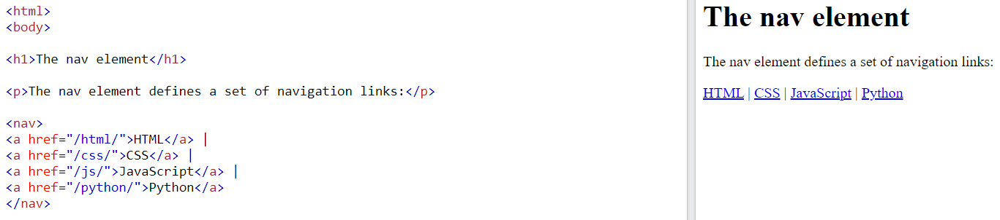 <html>
<body>
<h1>The nav element</h1>
<p>The nav element defines a set of navigation links:</p>
<nav>
<a href="/html/">HTML</a> |
<a href="/css/">CSS</a> |
<a href="/js/">JavaScript</a> |
<a href="/python/">Python</a>
</nav>
The nav element
The nav element defines a set of navigation links:
HTML | CSS | JavaScript | Python